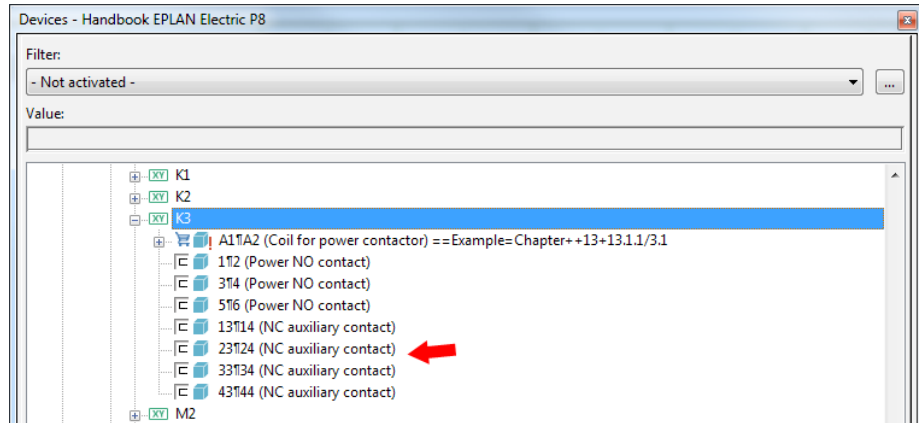 Devices - Handbook EPLAN Electric P8
Filter:
- Not activated -
...
Value:
K1
K2
K3
A1¶A2 (Coil for power contactor) ==Example=Chapter++13+13.1.1/3.1
1¶2 (Power NO contact)
3¶4 (Power NO contact)
5¶6 (Power NO contact)
13¶14 (NC auxiliary contact)
23¶24 (NC auxiliary contact)
33¶34 (NC auxiliary contact)
43¶44 (NC auxiliary contact)
M2